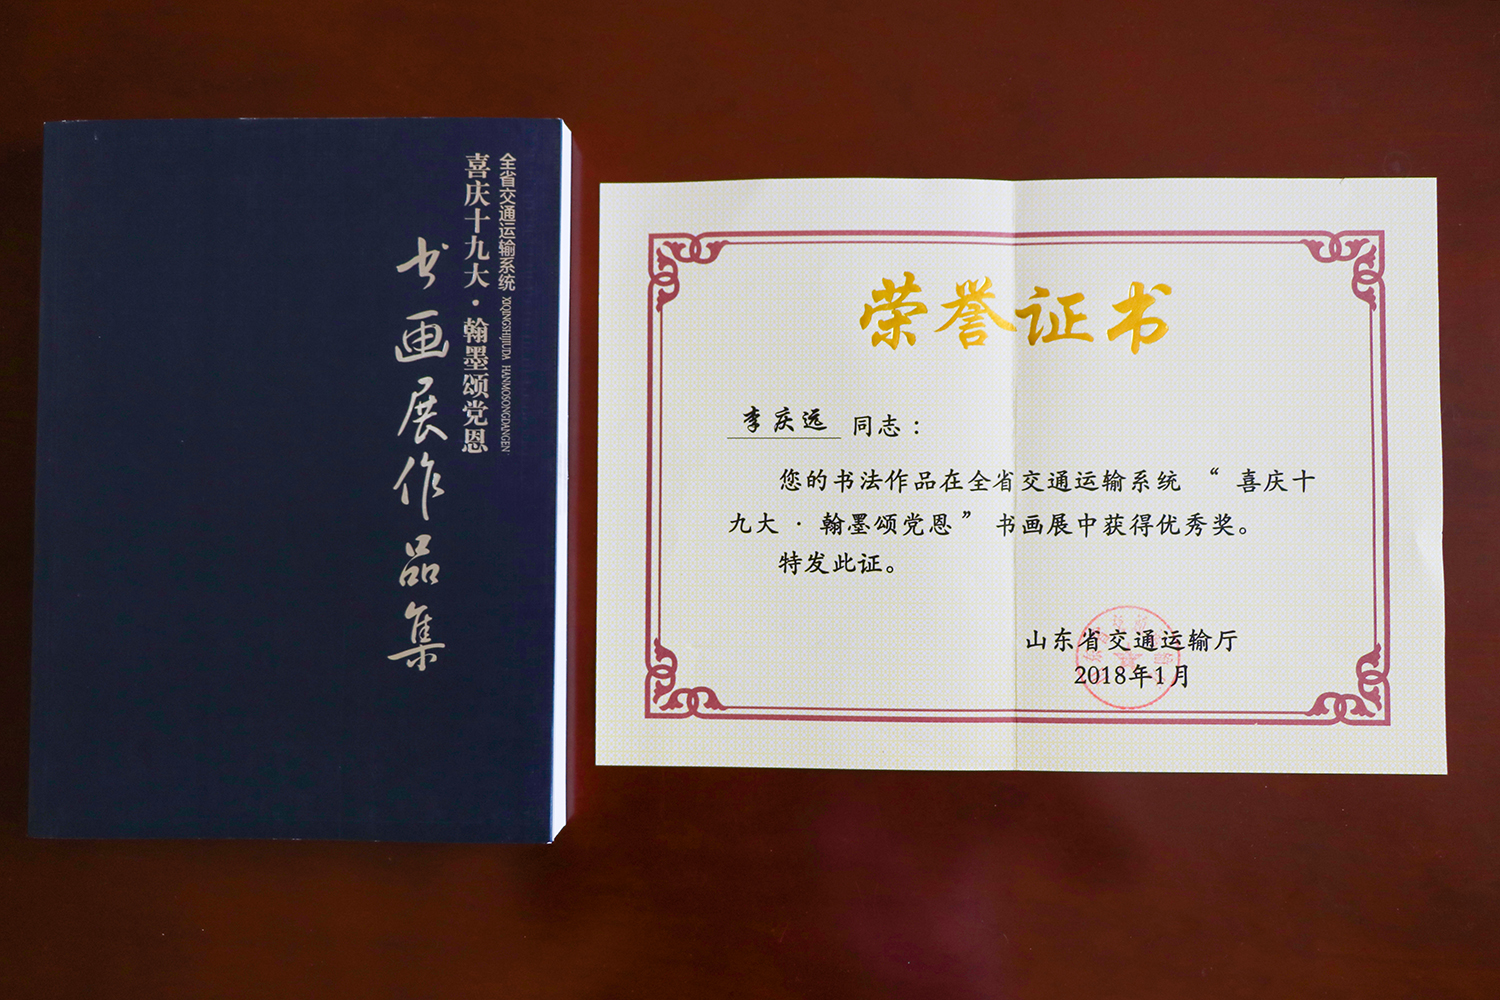 全省交通运输系统 XIQINGSHIJIUDA HANMOSONGDANGEN
喜庆十九大·翰墨颂党恩
书画展作品集
荣誉证书
李庆远 同志：
您的书法作品在全省交通运输系统 “ 喜庆十
九大 · 翰墨颂党恩 ” 书画展中获得优秀奖。
特发此证。
山东省交通运输厅
2018年1月